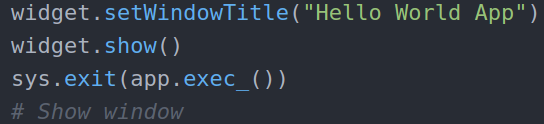 widget.setWindowTitle("Hello World App")
widget.show()
sys.exit(app.exec_())
# Show window